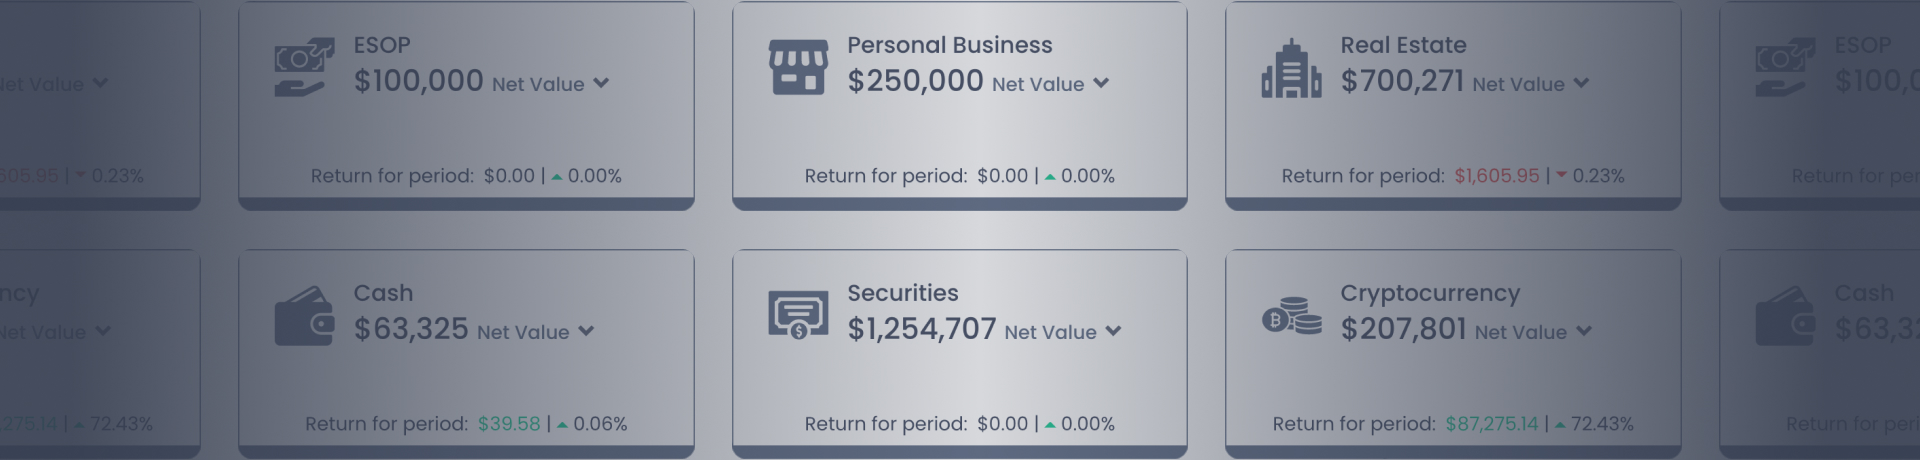 ESOP
$100,000 Net Value
Return for period: $0.00 | 0.00%
Personal Business
$250,000 Net Value
Return for period: $0.00 | 0.00%
Real Estate
$700,271 Net Value
Return for period: $1,605.95 | 0.23%
ESOP
Net Value
605.95 | 0.23%
$100,0
Return for per
Cash
$63,325 Net Value
Return for period: $39.58 | 0.06%
Securities
$1,254,707 Net Value
Return for period: $0.00 | 0.00%
Cryptocurrency
$207,801 Net Value
Return for period: $87,275.14 | 72.43%
ncy
Net Value
,275.14 | 72.43%
Cash
$63,32
Return for peri